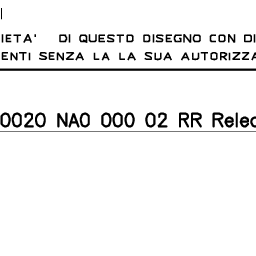 IETA' DI QUESTO DISEGNO CON DI
ENTI SENZA LA LA SUA AUTORIZZA
0020 NA0 000 02 RR Relec